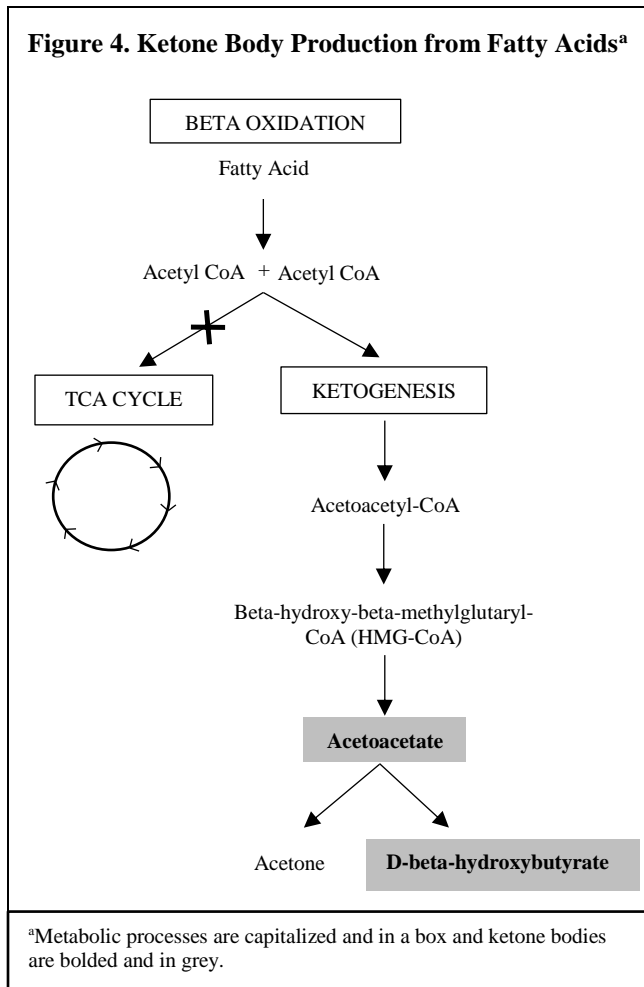 Figure 4. Ketone Body Production from Fatty Acidsᵃ
BETA OXIDATION
Fatty Acid
Acetyl CoA + Acetyl CoA
TCA CYCLE
KETOGENESIS
Acetoacetyl-CoA
Beta-hydroxy-beta-methylglutaryl-
CoA (HMG-CoA)
Acetoacetate
Acetone
D-beta-hydroxybutyrate
ᵃMetabolic processes are capitalized and in a box and ketone bodies
are bolded and in grey.